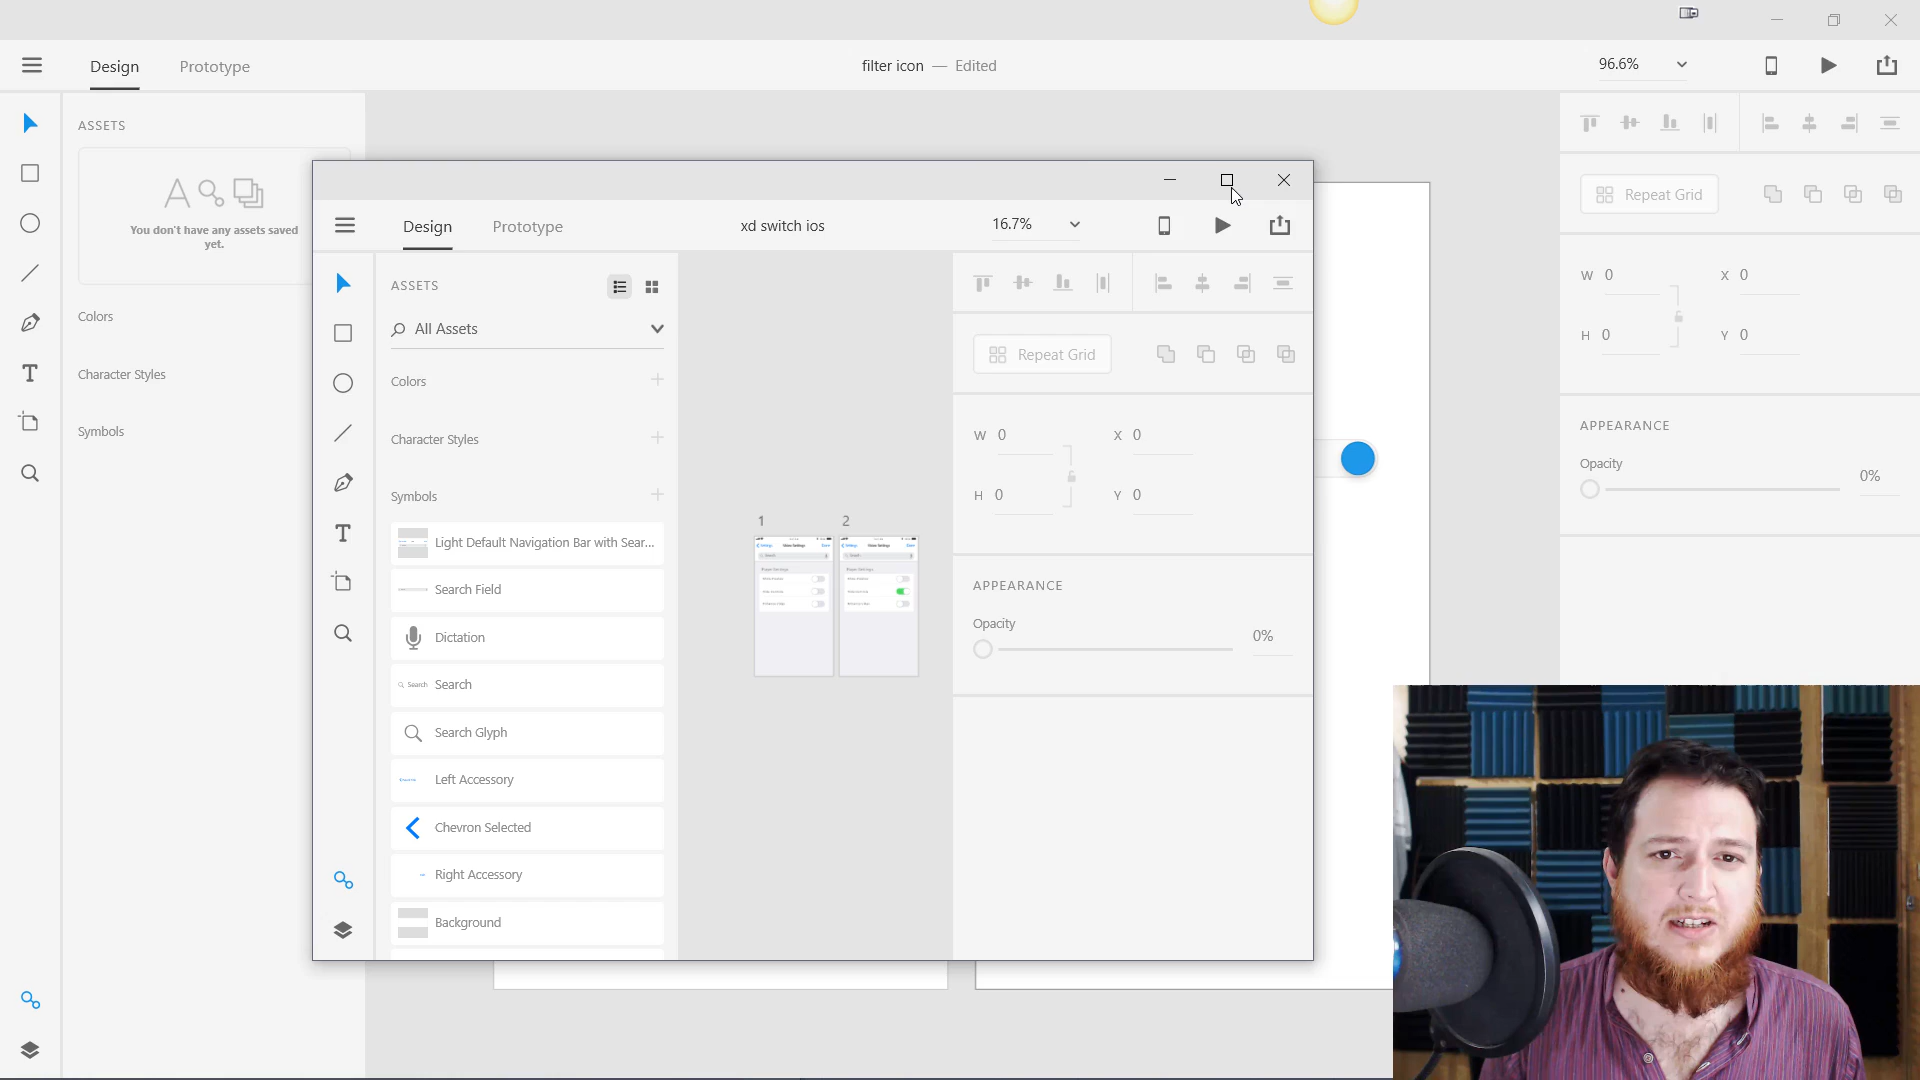 Design
Prototype
filter icon — Edited
96.6%
ASSETS
You don't have any assets saved
yet.
Colors
Character Styles
Symbols
Repeat Grid
W 0
X 0
H 0
Y 0
APPEARANCE
Opacity
0%
Design
Prototype
xd switch ios
16.7%
ASSETS
All Assets
Colors
Character Styles
Symbols
Light Default Navigation Bar with Sear...
Search Field
Dictation
Search Search
Search Glyph
Left Accessory
Chevron Selected
Right Accessory
Background
1
2
Repeat Grid
W 0
X 0
H 0
Y 0
APPEARANCE
Opacity
0%